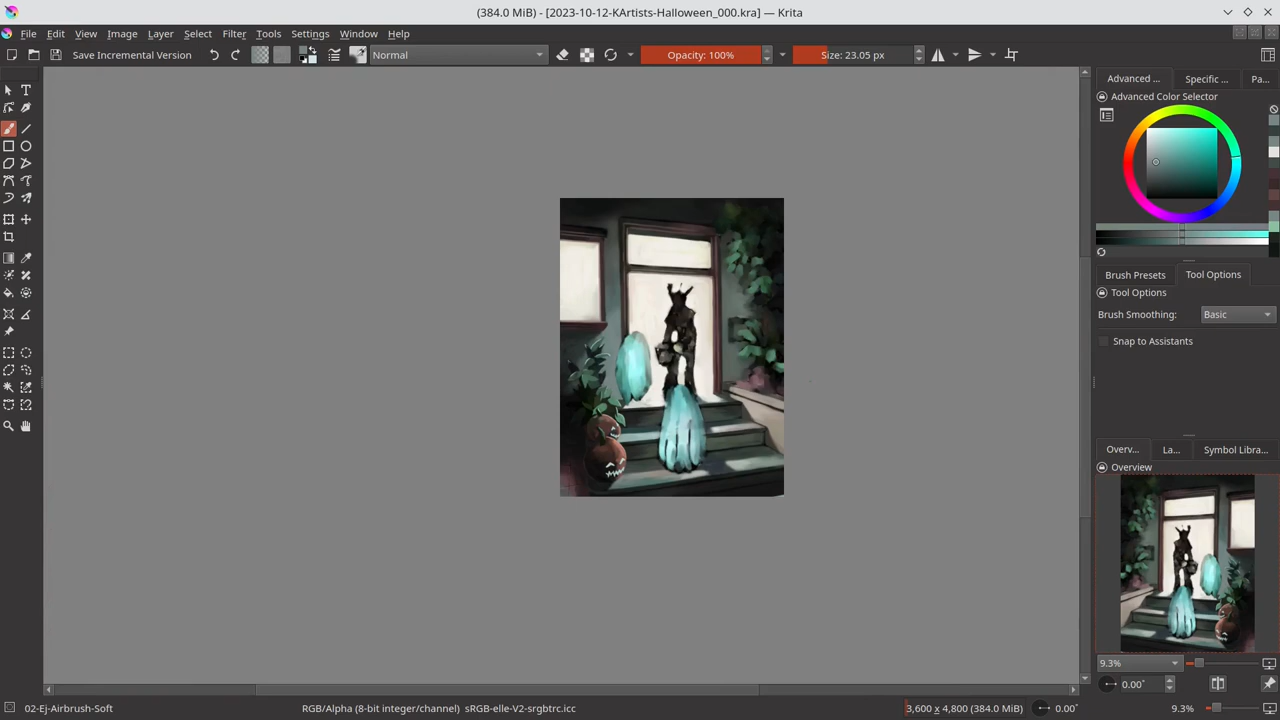 (384.0 MiB) - [2023-10-12-KArtists-Halloween_000.kra] — Krita
File Edit View Image Layer Select Filter Tools Settings Window Help
Save Incremental Version Normal Opacity: 100% Size: 23.05 px
Advanced ... Specific ... Pa...
Advanced Color Selector
Brush Presets Tool Options
Tool Options
Brush Smoothing: Basic
Snap to Assistants
Overv... La... Symbol Libra...
Overview
9.3%
0.00°
02-Ej-Airbrush-Soft RGB/Alpha (8-bit integer/channel) sRGB-elle-V2-srgbtrc.icc 3,600 x 4,800 (384.0 MiB) 0.00° 9.3%